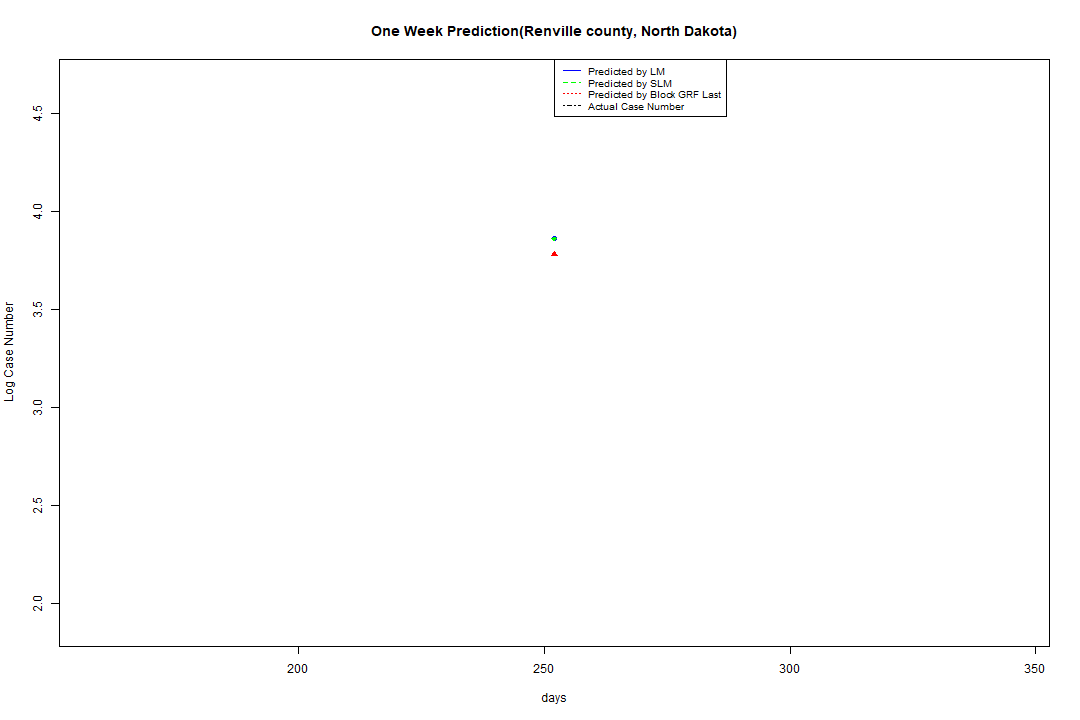 One Week Prediction(Renville county, North Dakota)
Predicted by LM
Predicted by SLM
Predicted by Block GRF Last
Actual Case Number
4.5
4.0
3.5
3.0
2.5
2.0
Log Case Number
200 250 300 350
days